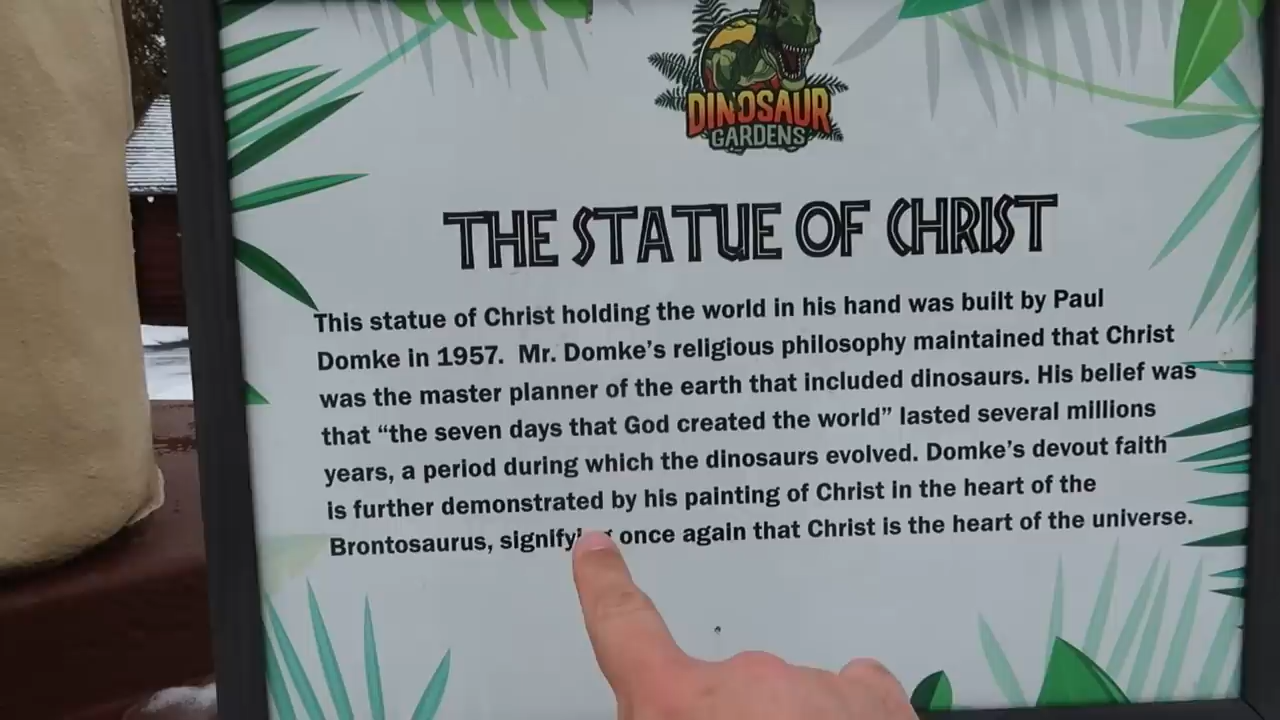 DINOSAUR
GARDENS
THE STATUE OF CHRIST
This statue of Christ holding the world in his hand was built by Paul
Domke in 1957. Mr. Domke's religious philosophy maintained that Christ
was the master planner of the earth that included dinosaurs. His belief was
that “the seven days that God created the world” lasted several millions
years, a period during which the dinosaurs evolved. Domke's devout faith
is further demonstrated by his painting of Christ in the heart of the
Brontosaurus, once again that Christ is the heart of the universe.